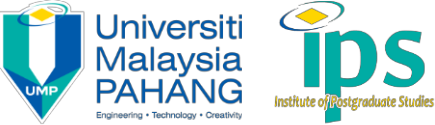 UMP
Universiti
Malaysia
PAHANG
Engineering • Technology • Creativity
ips
Institute of Postgraduate Studies